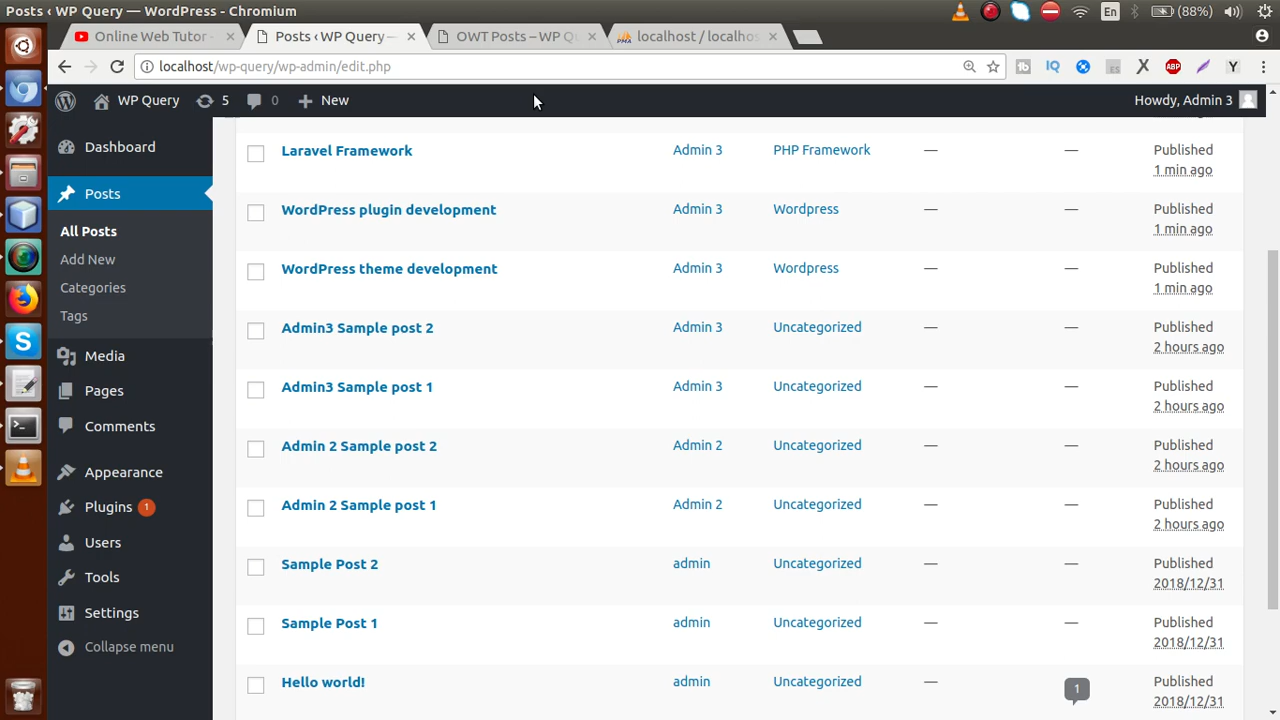 Posts ‹ WP Query — WordPress - Chromium
En
(88%)
Online Web Tutor -
Posts ‹ WP Query —
OWT Posts – WP Qu
localhost / localhos
localhost/wp-query/wp-admin/edit.php
WP Query
5
0
New
Howdy, Admin 3
Dashboard
Posts
All Posts
Add New
Categories
Tags
Media
Pages
Comments
Appearance
Plugins 1
Users
Tools
Settings
Collapse menu
Laravel Framework Admin 3 PHP Framework — — Published
1 min ago
WordPress plugin development Admin 3 Wordpress — — Published
1 min ago
WordPress theme development Admin 3 Wordpress — — Published
1 min ago
Admin3 Sample post 2 Admin 3 Uncategorized — — Published
2 hours ago
Admin3 Sample post 1 Admin 3 Uncategorized — — Published
2 hours ago
Admin 2 Sample post 2 Admin 2 Uncategorized — — Published
2 hours ago
Admin 2 Sample post 1 Admin 2 Uncategorized — — Published
2 hours ago
Sample Post 2 admin Uncategorized — — Published
2018/12/31
Sample Post 1 admin Uncategorized — — Published
2018/12/31
Hello world! admin Uncategorized — 1 Published
2018/12/31